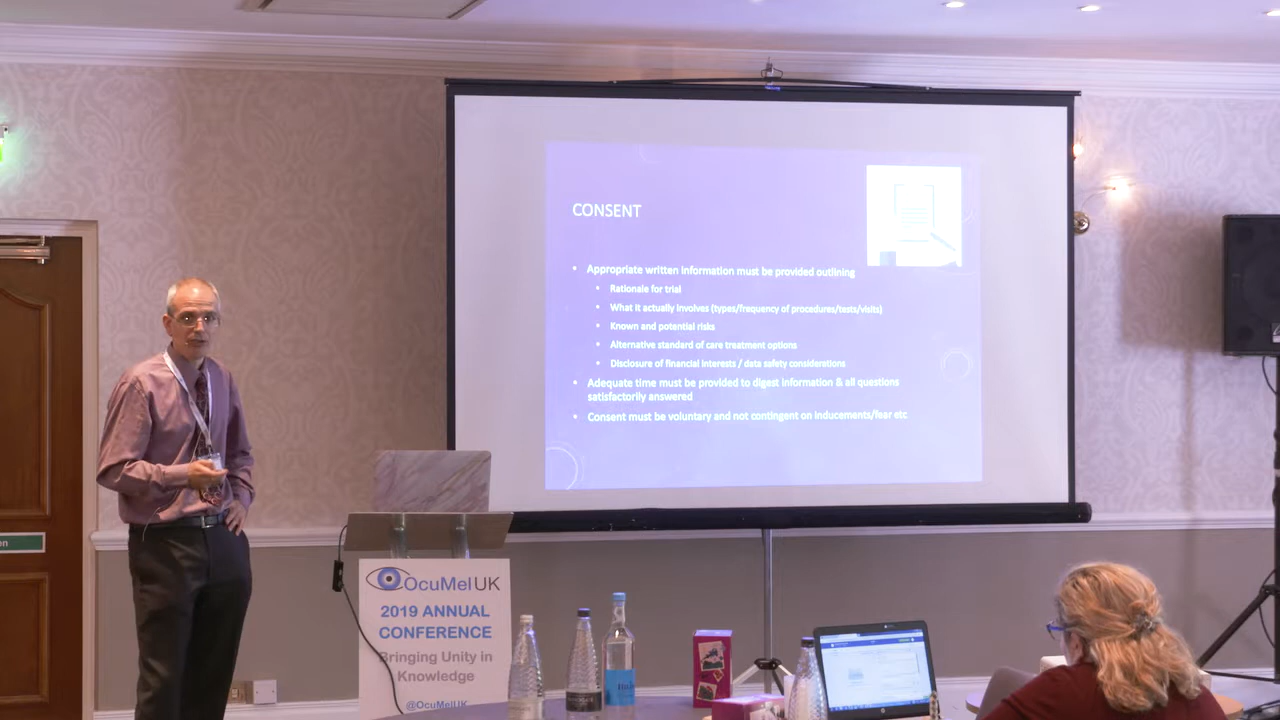 CONSENT
• Appropriate written information must be provided outlining
• Rationale for trial
• What it actually involves (types/frequency of procedures/tests/visits)
• Known and potential risks
• Alternative standard of care treatment options
• Disclosure of financial interests / data safety considerations
• Adequate time must be provided to digest information & all questions
satisfactorily answered
• Consent must be voluntary and not contingent on inducements/fear etc
OcuMelUK
2019 ANNUAL
CONFERENCE
Bringing Unity in
Knowledge
@OcuMelUK